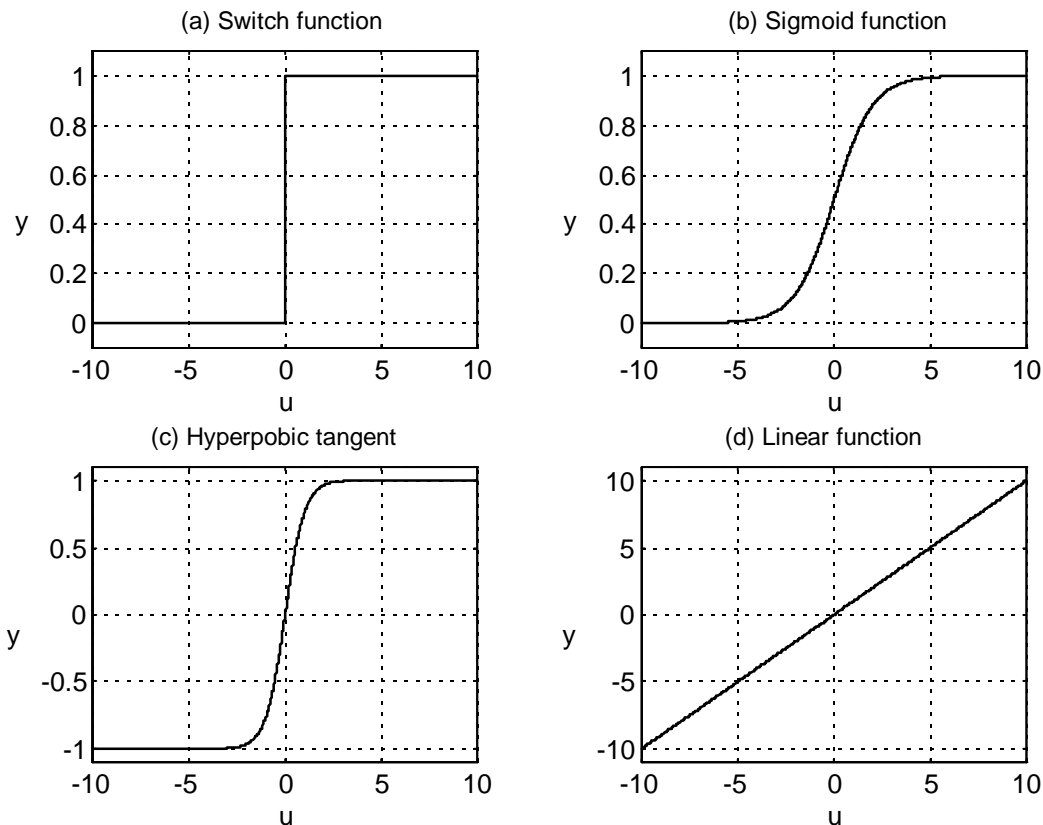 (a) Switch function
1
0.8
0.6
0.4
0.2
0
y
-10 -5 0 5 10
u
(b) Sigmoid function
1
0.8
0.6
0.4
0.2
0
y
-10 -5 0 5 10
u
(c) Hyperpobic tangent
1
0.5
0
-0.5
-1
y
-10 -5 0 5 10
u
(d) Linear function
10
5
0
-5
-10
y
-10 -5 0 5 10
u